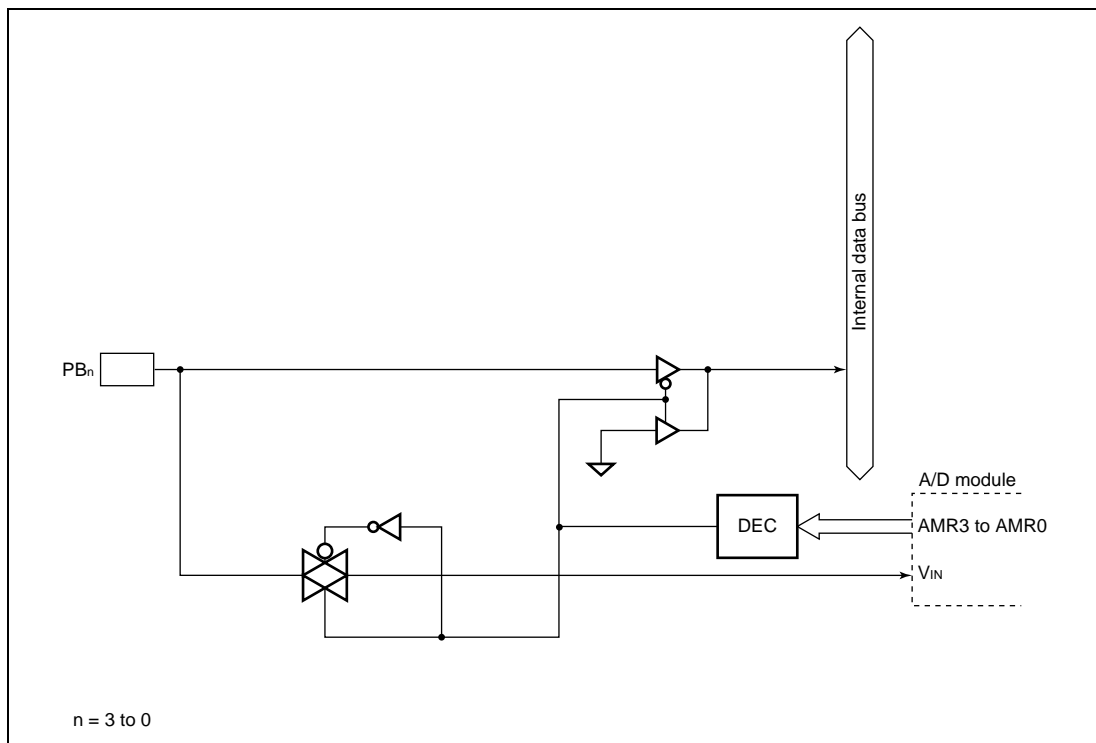 Internal data bus
PBn
A/D module
DEC
AMR3 to AMR0
VIN
n = 3 to 0